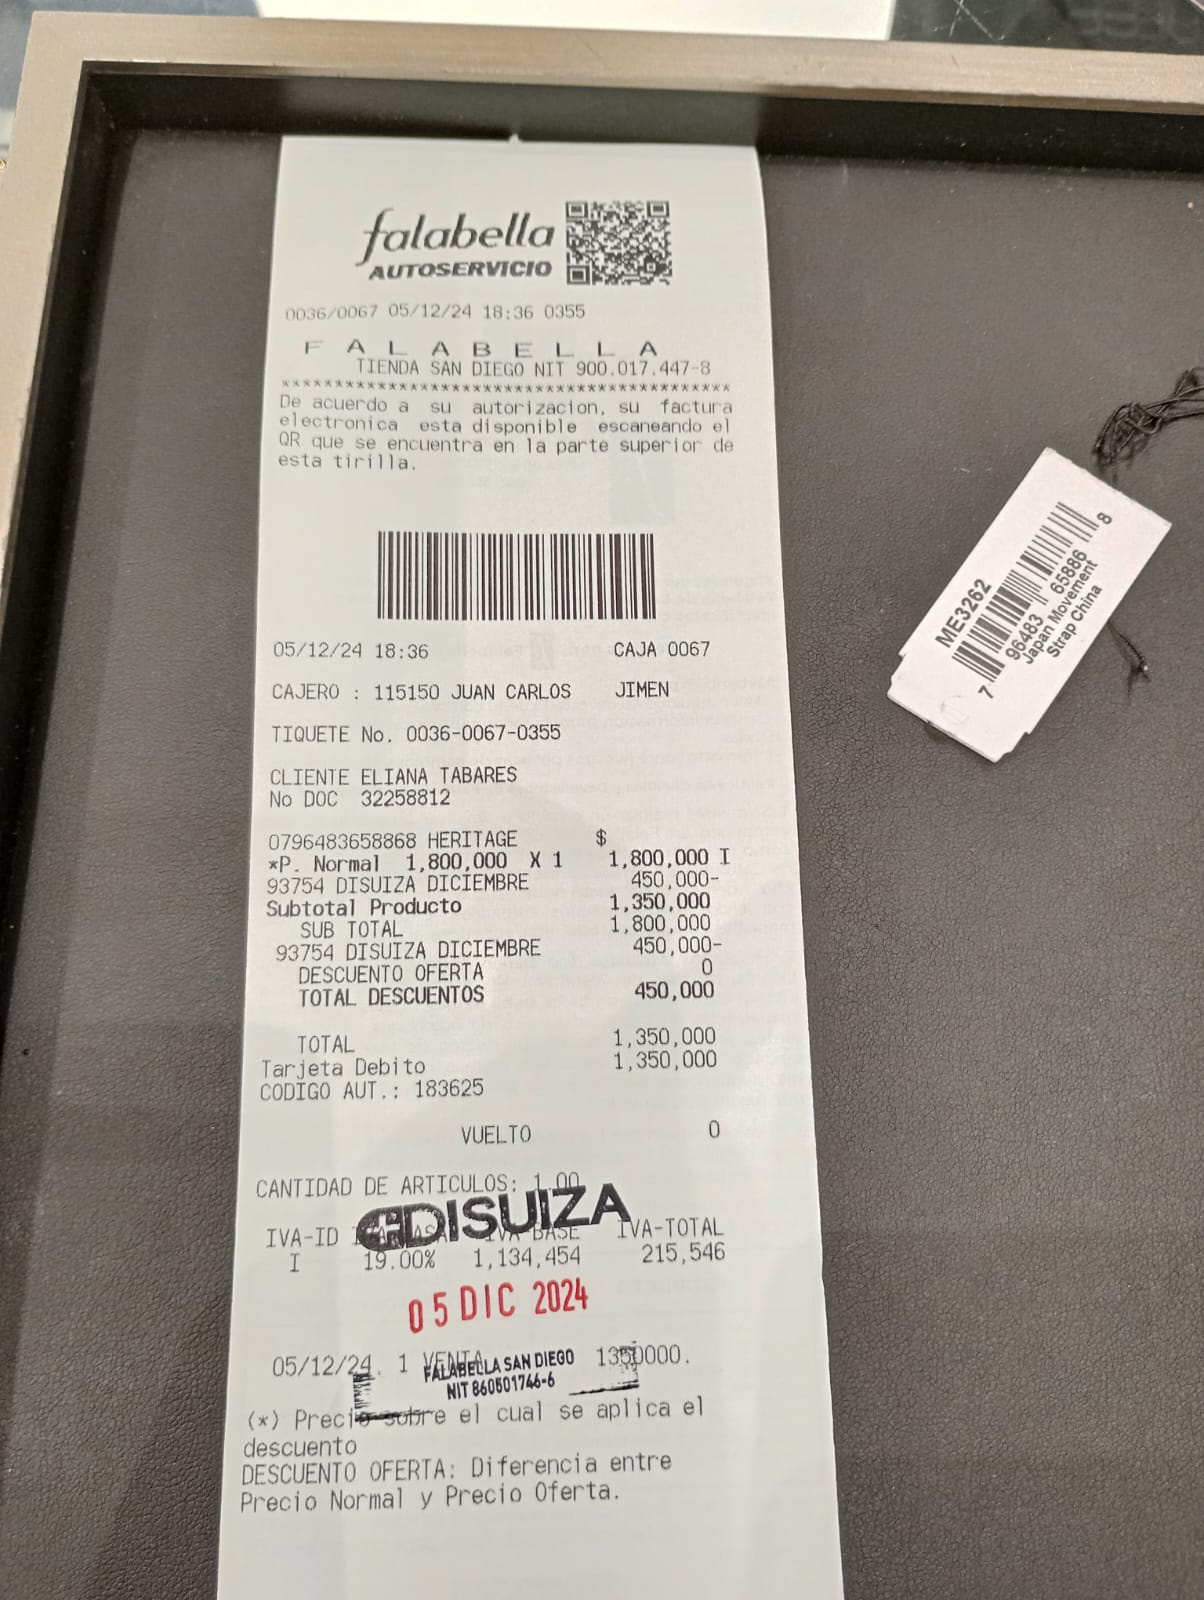 falabella
AUTOSERVICIO
0036/0067 05/12/24 18:36 0355
F A L A B E L L A
TIENDA SAN DIEGO NIT 900.017.447-8
******************************************
De acuerdo a su autorizacion, su factura
electronica esta disponible escaneando el
QR que se encuentra en la parte superior de
esta tirilla.
05/12/24 18:36 CAJA 0067
CAJERO : 115150 JUAN CARLOS JIMEN
TIQUETE No. 0036-0067-0355
CLIENTE ELIANA TABARES
No DOC 32258812
0796483658868 HERITAGE $
*P. Normal 1,800,000 X 1 1,800,000 I
93754 DISUIZA DICIEMBRE 450,000-
Subtotal Producto 1,350,000
SUB TOTAL 1,800,000
93754 DISUIZA DICIEMBRE 450,000-
DESCUENTO OFERTA 0
TOTAL DESCUENTOS 450,000
TOTAL 1,350,000
Tarjeta Debito 1,350,000
CODIGO AUT.: 183625
VUELTO 0
CANTIDAD DE ARTICULOS: 1.00
DISUIZA
IVA-ID IVA-BASE IVA-TOTAL
I 19.00% 1,134,454 215,546
05 DIC 2024
05/12/24. 1 VENTA 1350000.
FALABELLA SAN DIEGO
NIT 860501746-6
(*) Precio sobre el cual se aplica el
descuento
DESCUENTO OFERTA: Diferencia entre
Precio Normal y Precio Oferta.
ME3262
7 96483 65886 8
Japan Movement
Strap China